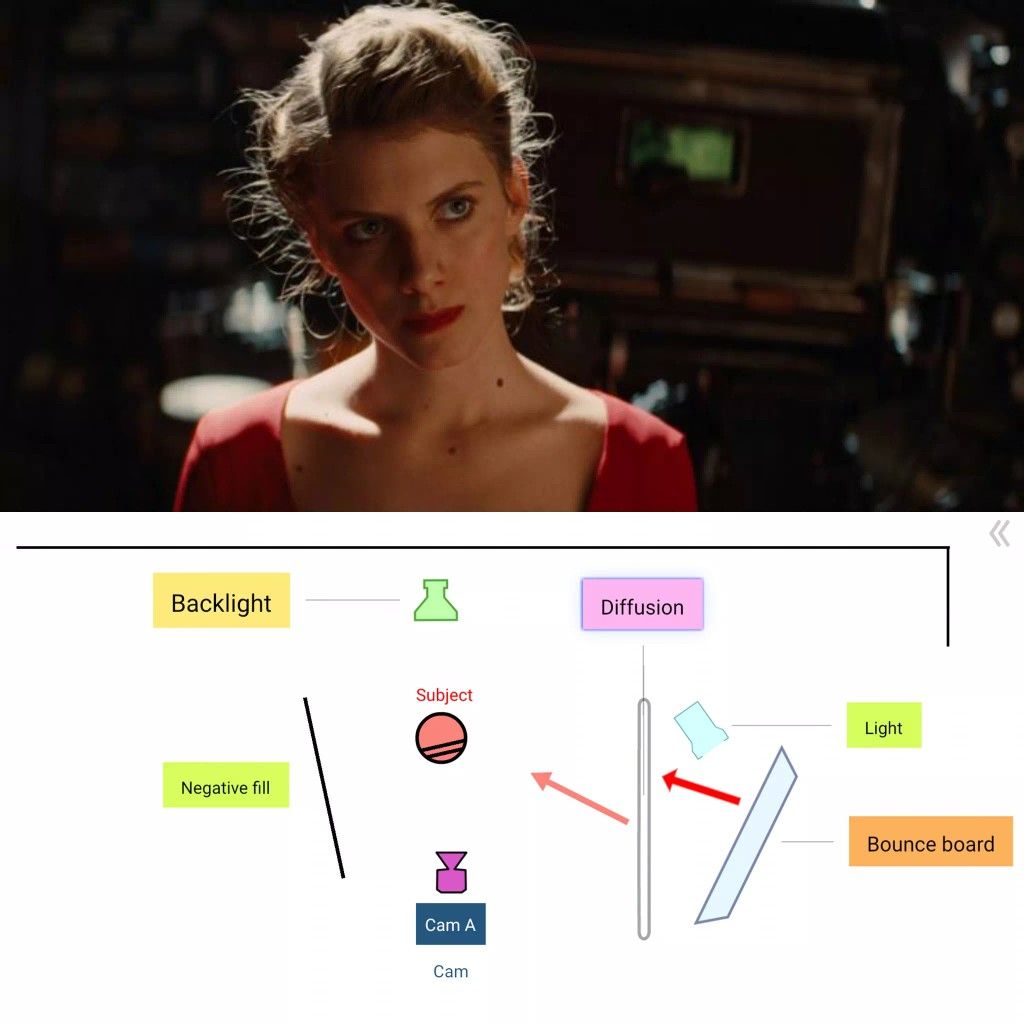 Backlight
Diffusion
Subject
Light
Negative fill
Bounce board
Cam A
Cam